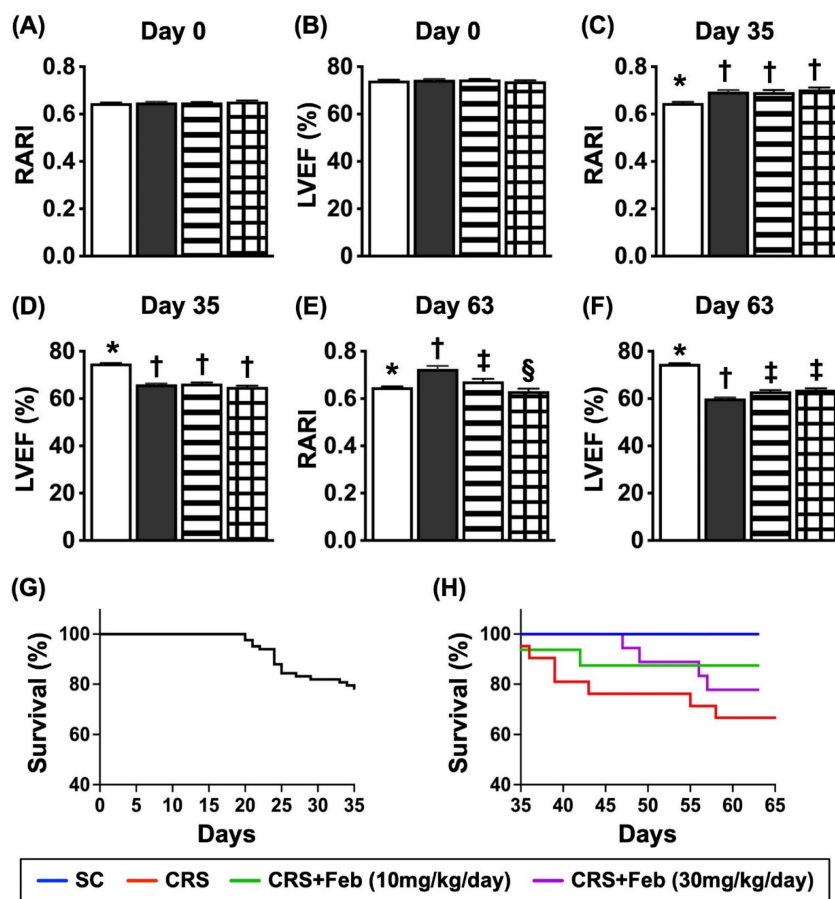 (A) Day 0
0.8
0.6
0.4
0.2
0.0
RARI
(B) Day 0
80
60
40
20
0
LVEF (%)
(C) Day 35
0.8
0.6
0.4
0.2
0.0
RARI
* † † †
(D) Day 35
80
60
40
20
0
LVEF (%)
* † † †
(E) Day 63
0.8
0.6
0.4
0.2
0.0
RARI
* † ‡ §
(F) Day 63
80
60
40
20
0
LVEF (%)
* † ‡ ‡
(G)
100
80
60
40
Survival (%)
0 5 10 15 20 25 30 35
Days
(H)
100
80
60
40
Survival (%)
35 40 45 50 55 60 65
Days
SC CRS CRS+Feb (10mg/kg/day) CRS+Feb (30mg/kg/day)